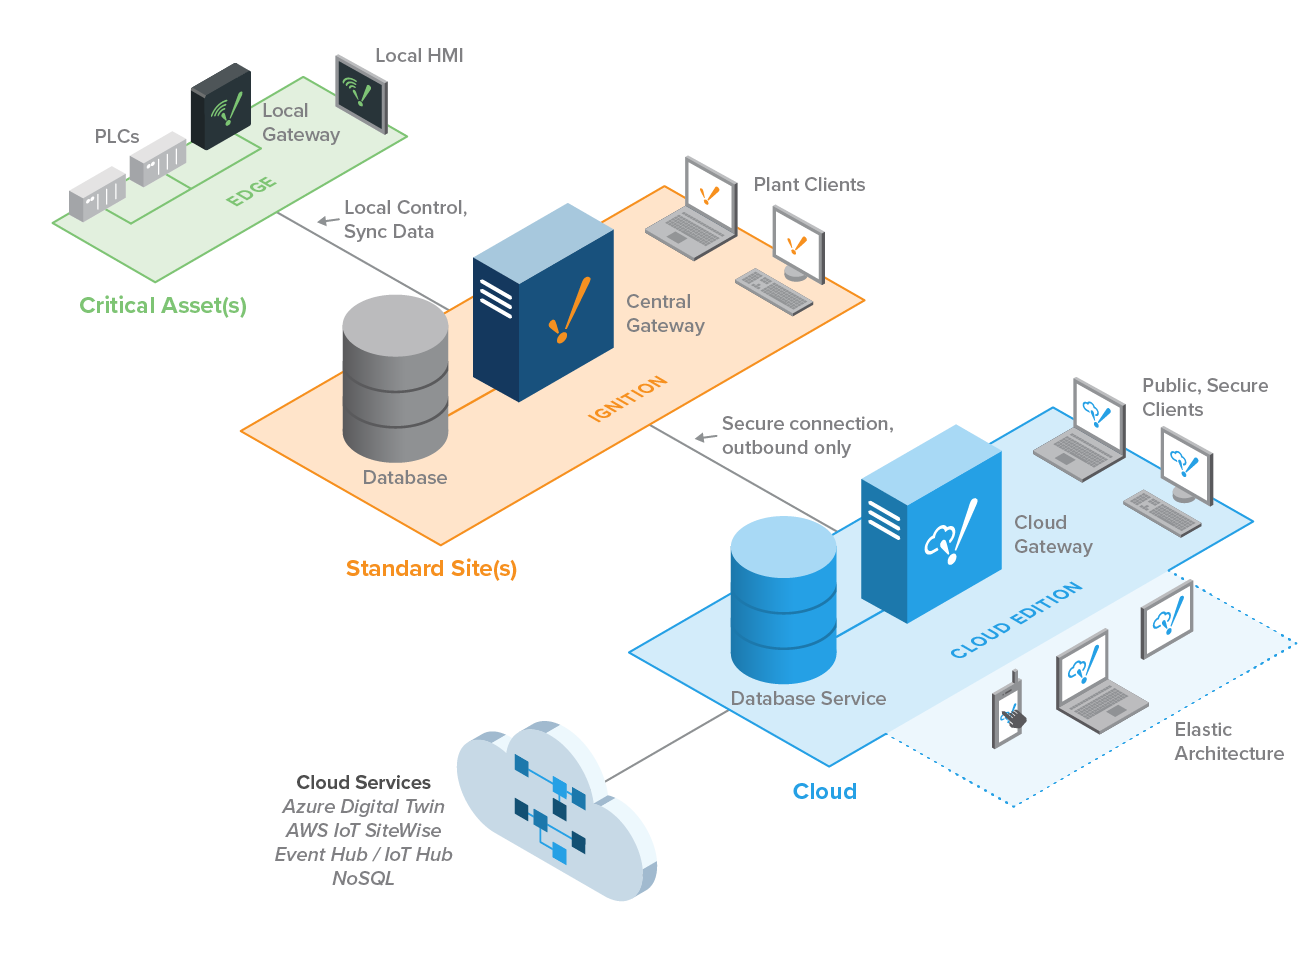 Local HMI
Local
Gateway
PLCs
EDGE
Critical Asset(s)
Local Control,
Sync Data
Plant Clients
Central
Gateway
IGNITION
Database
Standard Site(s)
Secure connection,
outbound only
Public, Secure
Clients
Cloud
Gateway
CLOUD EDITION
Database Service
Elastic
Architecture
Cloud
Cloud Services
Azure Digital Twin
AWS IoT SiteWise
Event Hub / IoT Hub
NoSQL